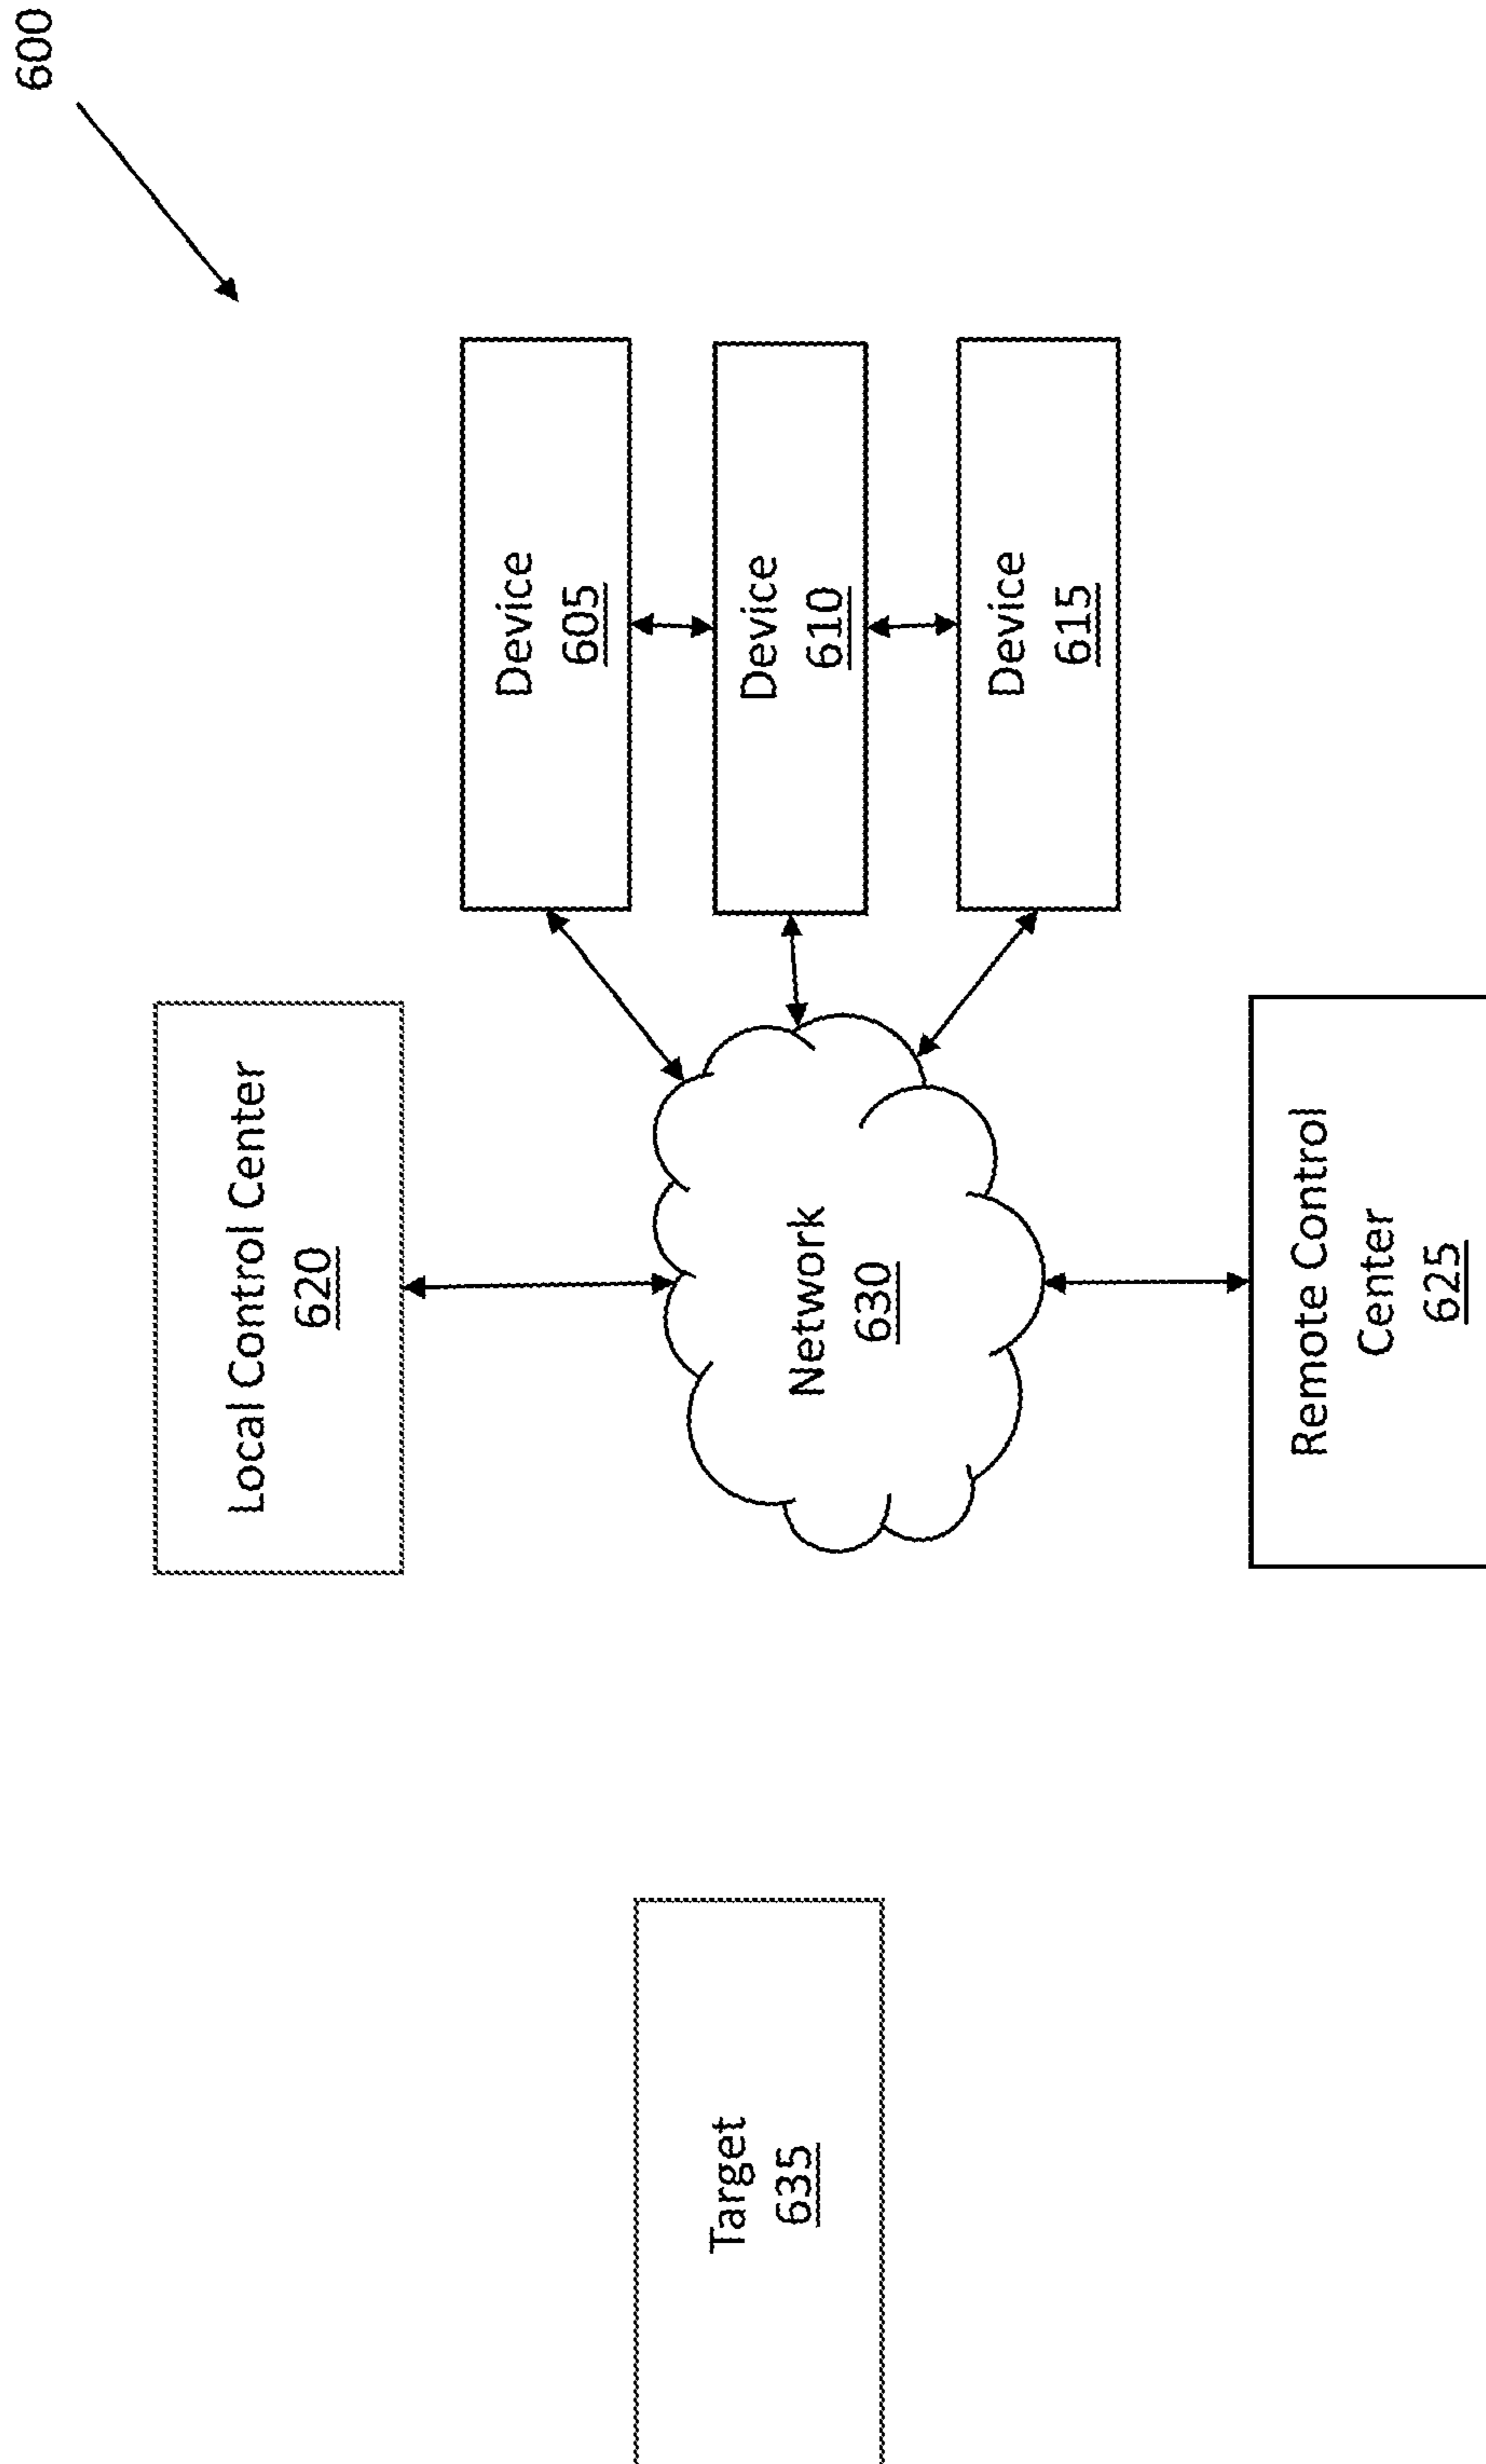 600
Local Control Center
620
Device
605
Device
610
Device
615
Network
630
Target
635
Remote Control
Center
625